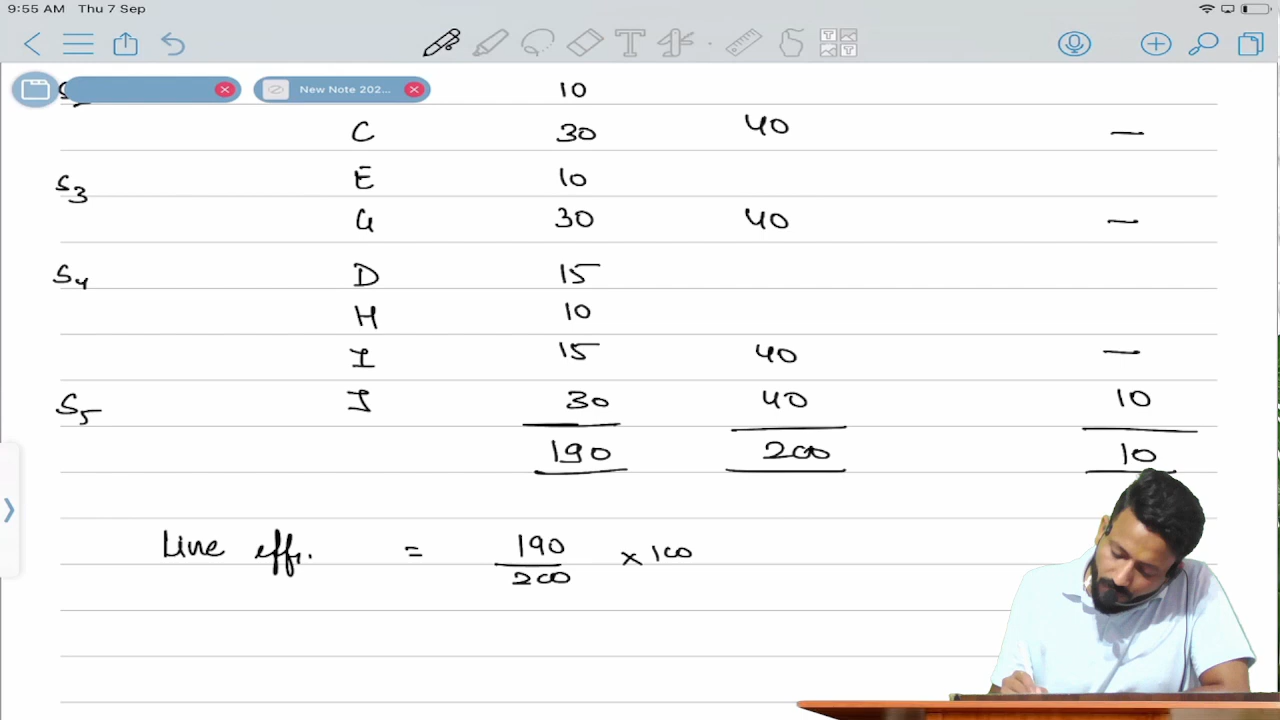 9:55 AM Thu 7 Sep
New Note 202...
10
C 30 40 —
S3 E 10
G 30 40 —
S4 D 15
H 10
I 15 40 —
S5 J 30 40 10
190 200 10
Line effi. = 190/200 × 100